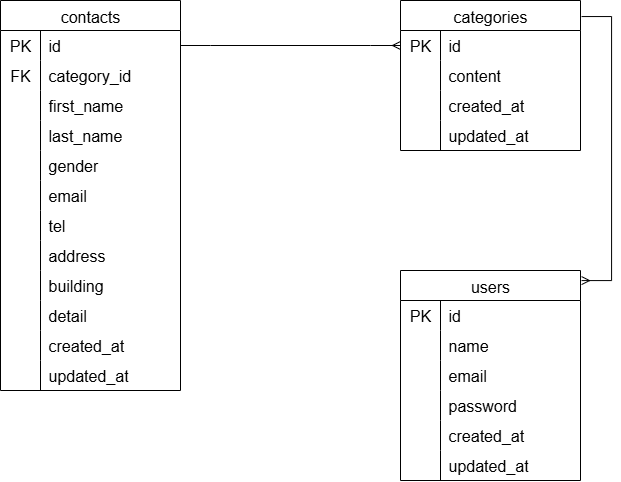 contacts
PK id
FK category_id
first_name
last_name
gender
email
tel
address
building
detail
created_at
updated_at
categories
PK id
content
created_at
updated_at
users
PK id
name
email
password
created_at
updated_at